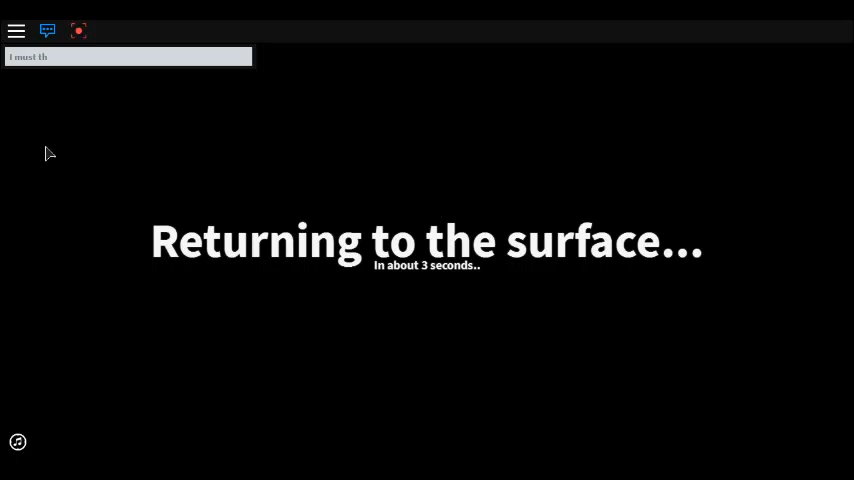 I must th
Returning to the surface...
In about 3 seconds..